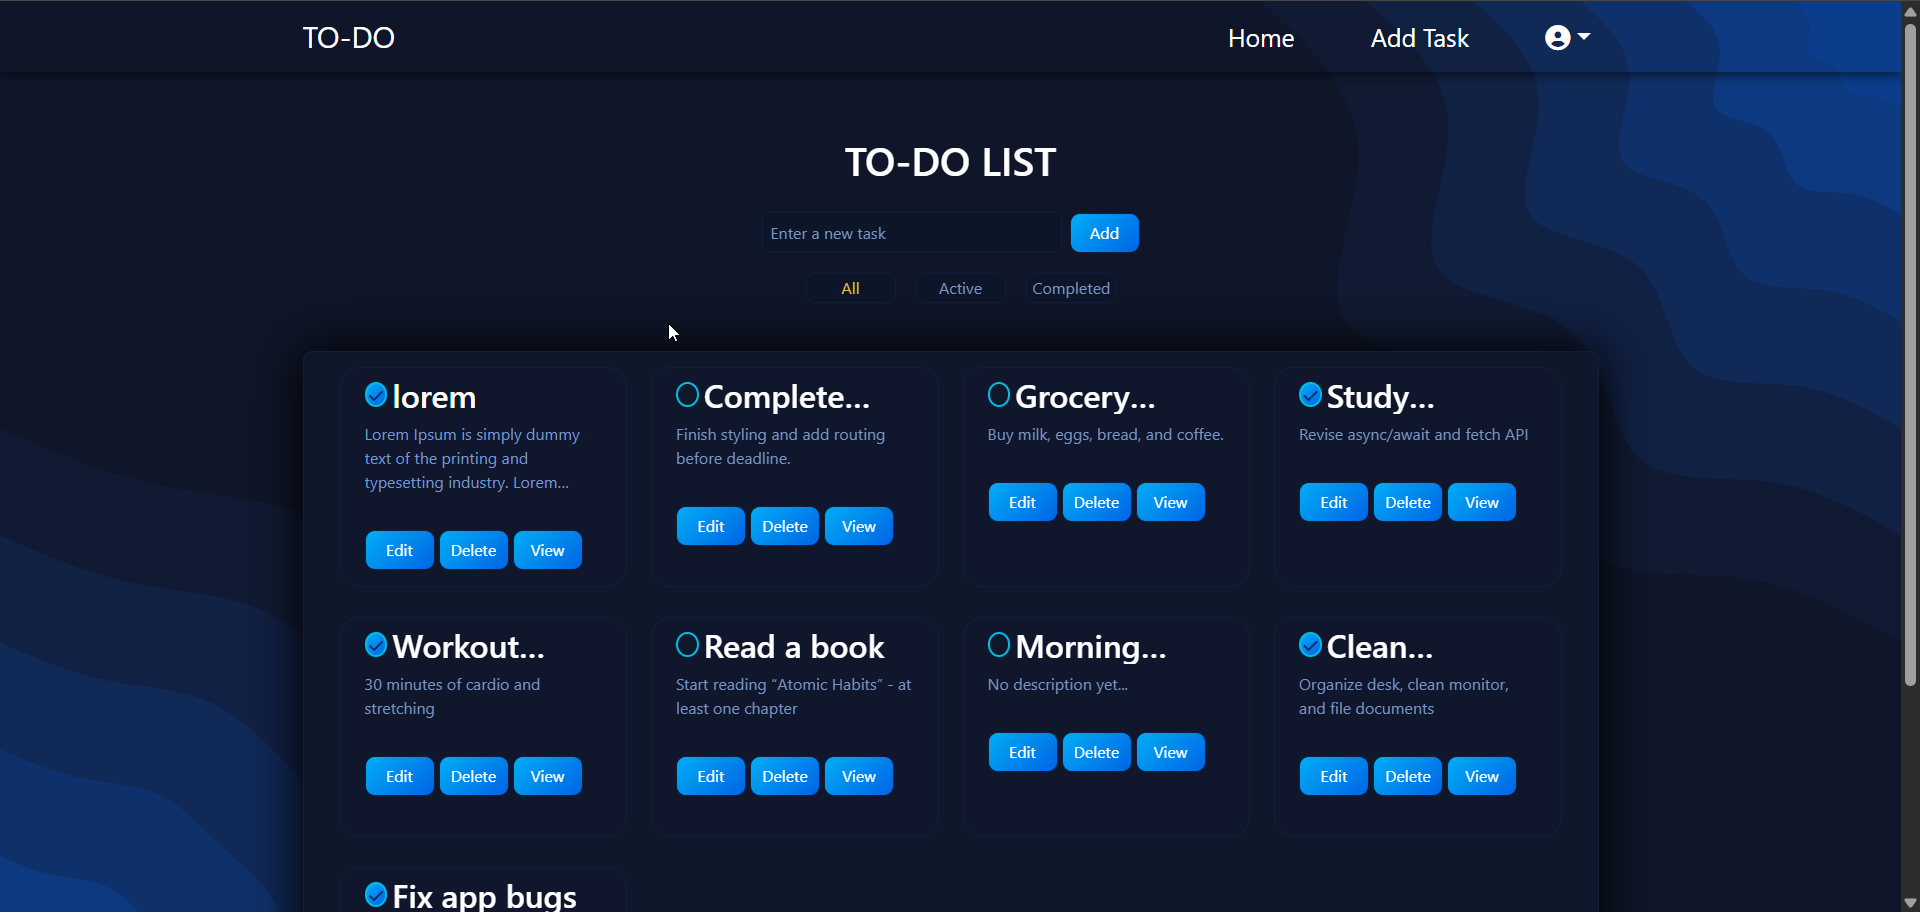 TO-DO
Home
Add Task
TO-DO LIST
Enter a new task
Add
All
Active
Completed
lorem
Lorem Ipsum is simply dummy
text of the printing and
typesetting industry. Lorem...
Edit
Delete
View
Complete...
Finish styling and add routing
before deadline.
Edit
Delete
View
Grocery...
Buy milk, eggs, bread, and coffee.
Edit
Delete
View
Study...
Revise async/await and fetch API
Edit
Delete
View
Workout...
30 minutes of cardio and
stretching
Edit
Delete
View
Read a book
Start reading “Atomic Habits” - at
least one chapter
Edit
Delete
View
Morning...
No description yet...
Edit
Delete
View
Clean...
Organize desk, clean monitor,
and file documents
Edit
Delete
View
Fix app bugs